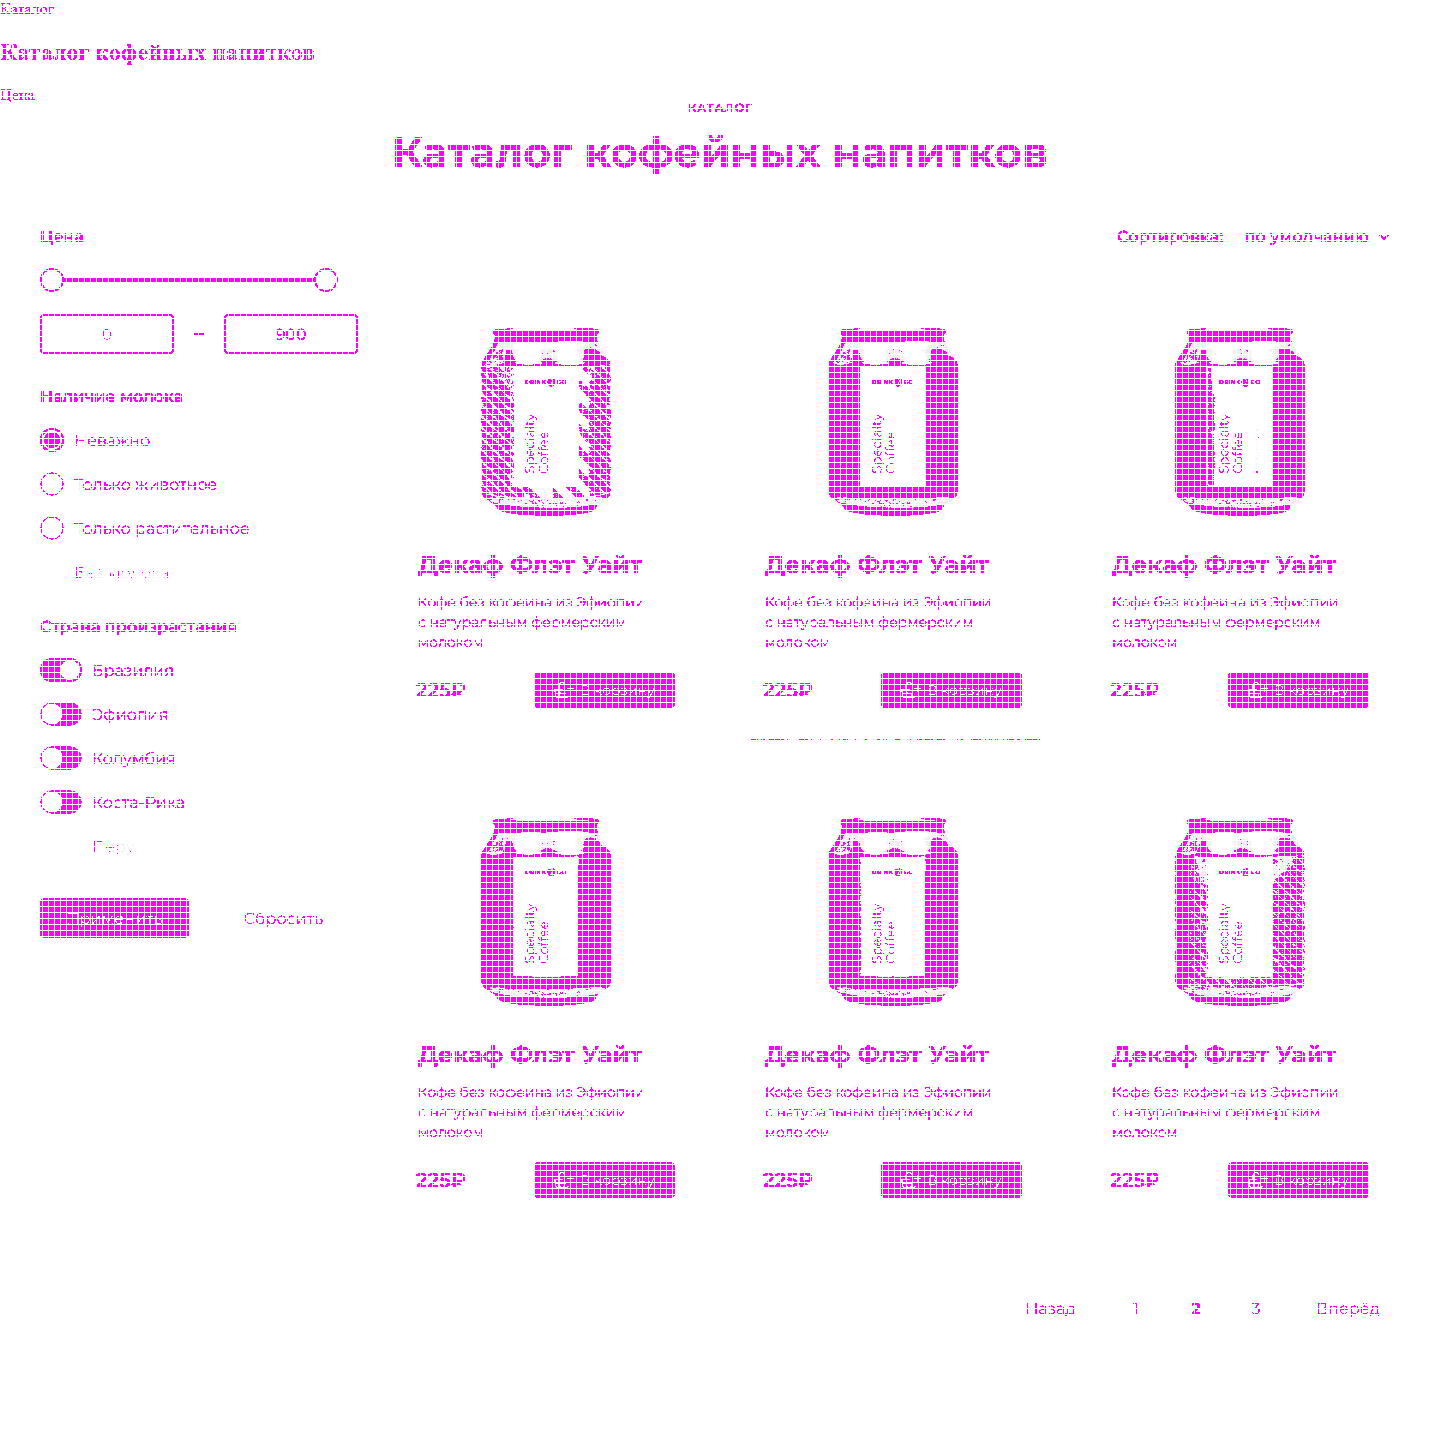 Каталог
Каталог кофейных напитков
Цена
КАТАЛОГ
Каталог кофейных напитков
Цена
Сортировка: по умолчанию
0 – 900
Наличие молока
Неважно
Только животное
Только растительное
Без молока
Страна произрастания
Бразилия
Эфиопия
Колумбия
Коста-Рика
Перу
Применить
Сбросить
Specialty
Coffee
Декаф Флэт Уайт
Кофе без кофеина из Эфиопии
с натуральным фермерским
молоком
225₽
В корзину
Specialty
Coffee
Декаф Флэт Уайт
Кофе без кофеина из Эфиопии
с натуральным фермерским
молоком
225₽
В корзину
Specialty
Coffee
Декаф Флэт Уайт
Кофе без кофеина из Эфиопии
с натуральным фермерским
молоком
225₽
В корзину
Specialty
Coffee
Декаф Флэт Уайт
Кофе без кофеина из Эфиопии
с натуральным фермерским
молоком
225₽
В корзину
Specialty
Coffee
Декаф Флэт Уайт
Кофе без кофеина из Эфиопии
с натуральным фермерским
молоком
225₽
В корзину
Specialty
Coffee
Декаф Флэт Уайт
Кофе без кофеина из Эфиопии
с натуральным фермерским
молоком
225₽
В корзину
Назад 1 2 3 Вперёд